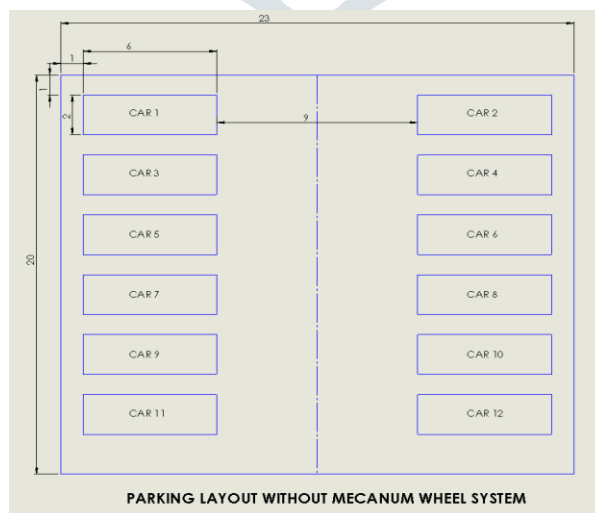 23
6
1
1
CAR 1
CAR 2
2
9
CAR 3
CAR 4
CAR 5
CAR 6
20
CAR 7
CAR 8
CAR 9
CAR 10
CAR 11
CAR 12
PARKING LAYOUT WITHOUT MECANUM WHEEL SYSTEM